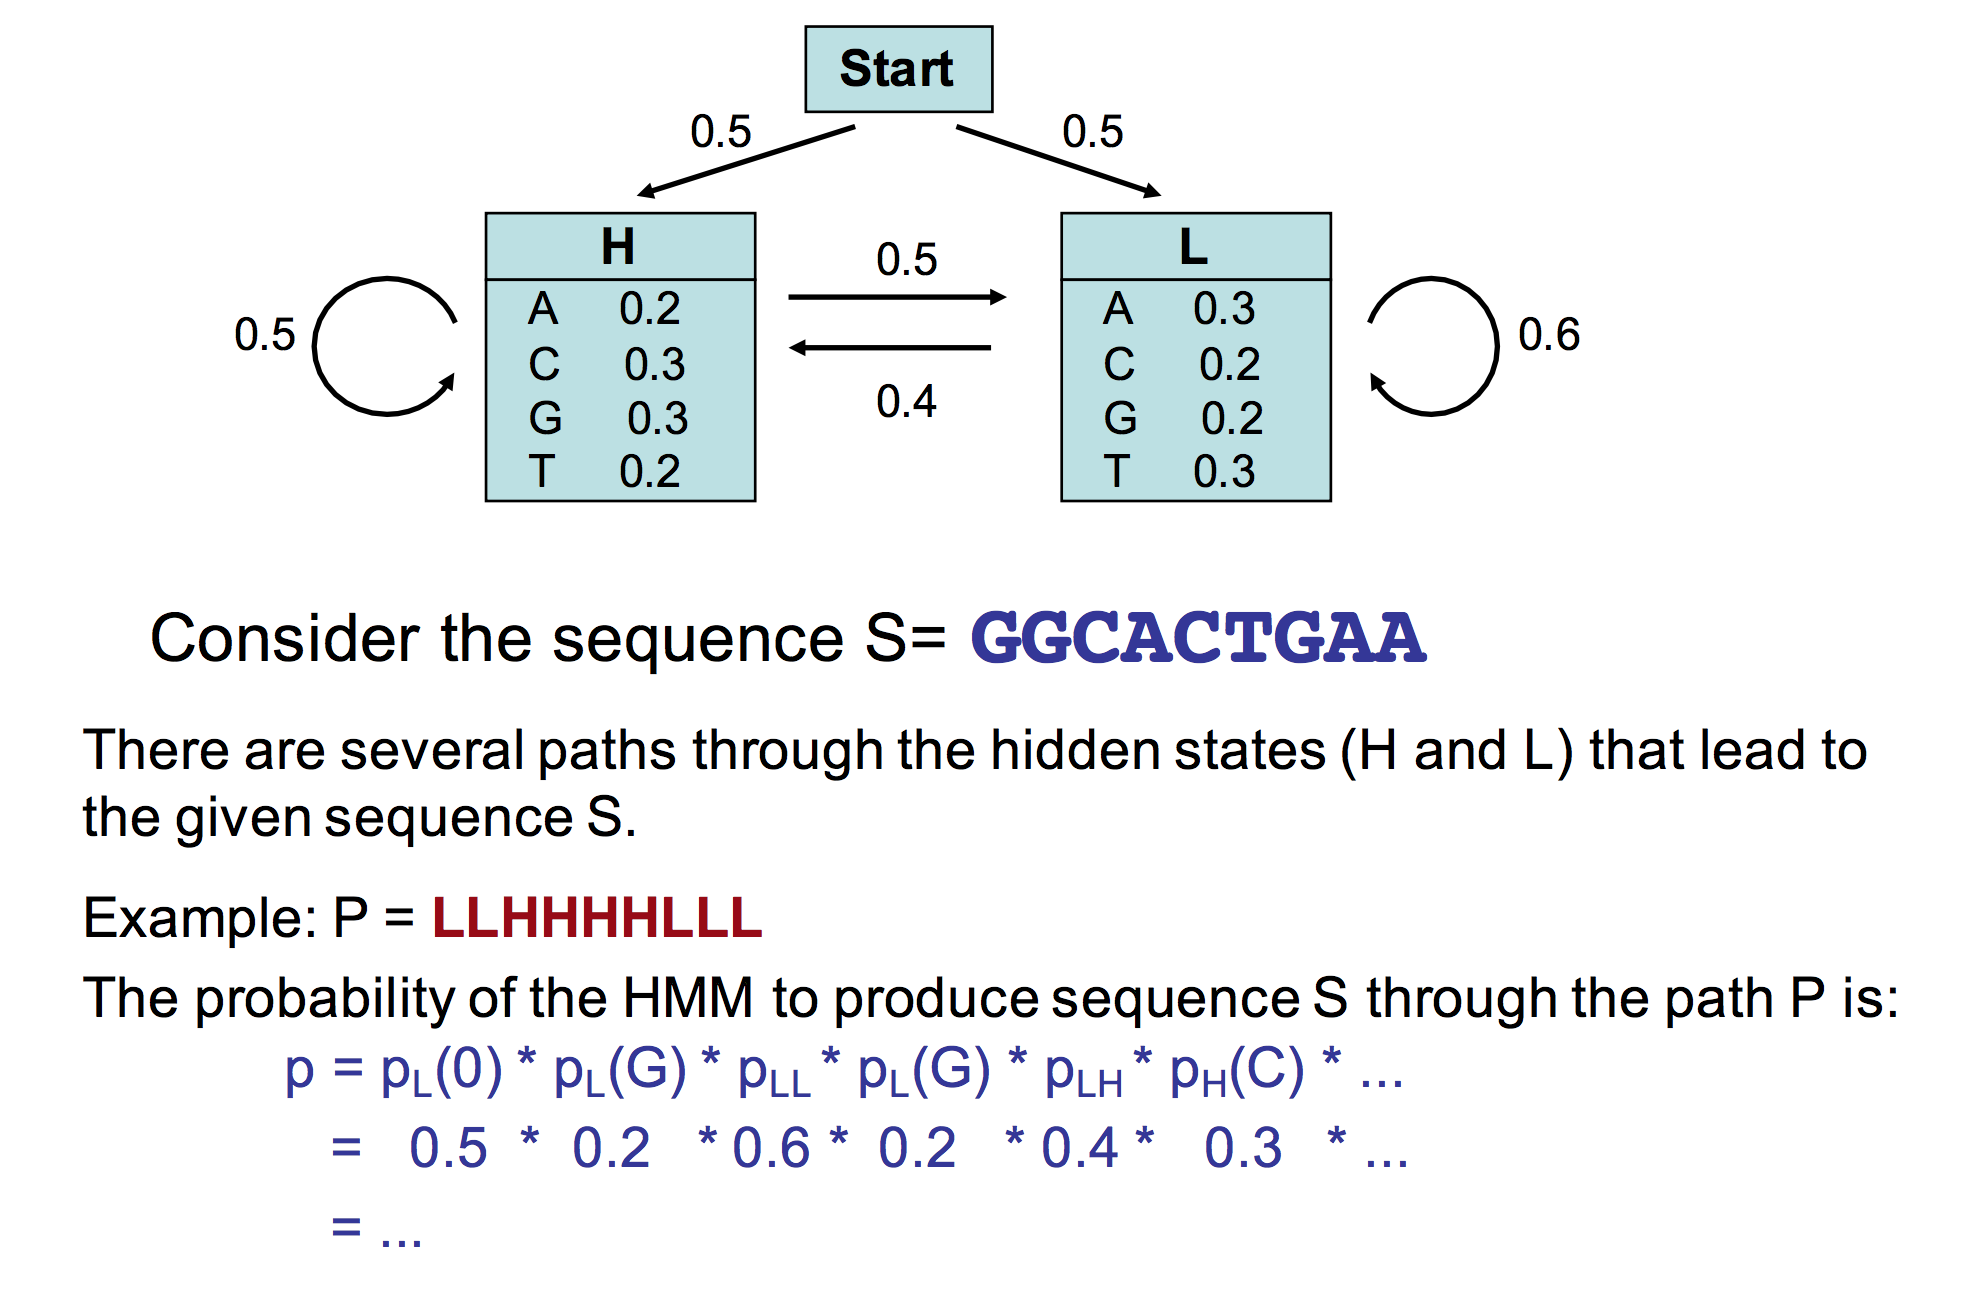 Start
0.5 0.5
H L
0.5
A 0.2 A 0.3
0.5 0.6
C 0.3 C 0.2
0.4
G 0.3 G 0.2
T 0.2 T 0.3
Consider the sequence S= GGCACTGAA
There are several paths through the hidden states (H and L) that lead to
the given sequence S.
Example: P = LLHHHHLLL
The probability of the HMM to produce sequence S through the path P is:
p = pL(0) * pL(G) * pLL * pL(G) * pLH * pH(C) * ...
= 0.5 * 0.2 * 0.6 * 0.2 * 0.4 * 0.3 * ...
= ...